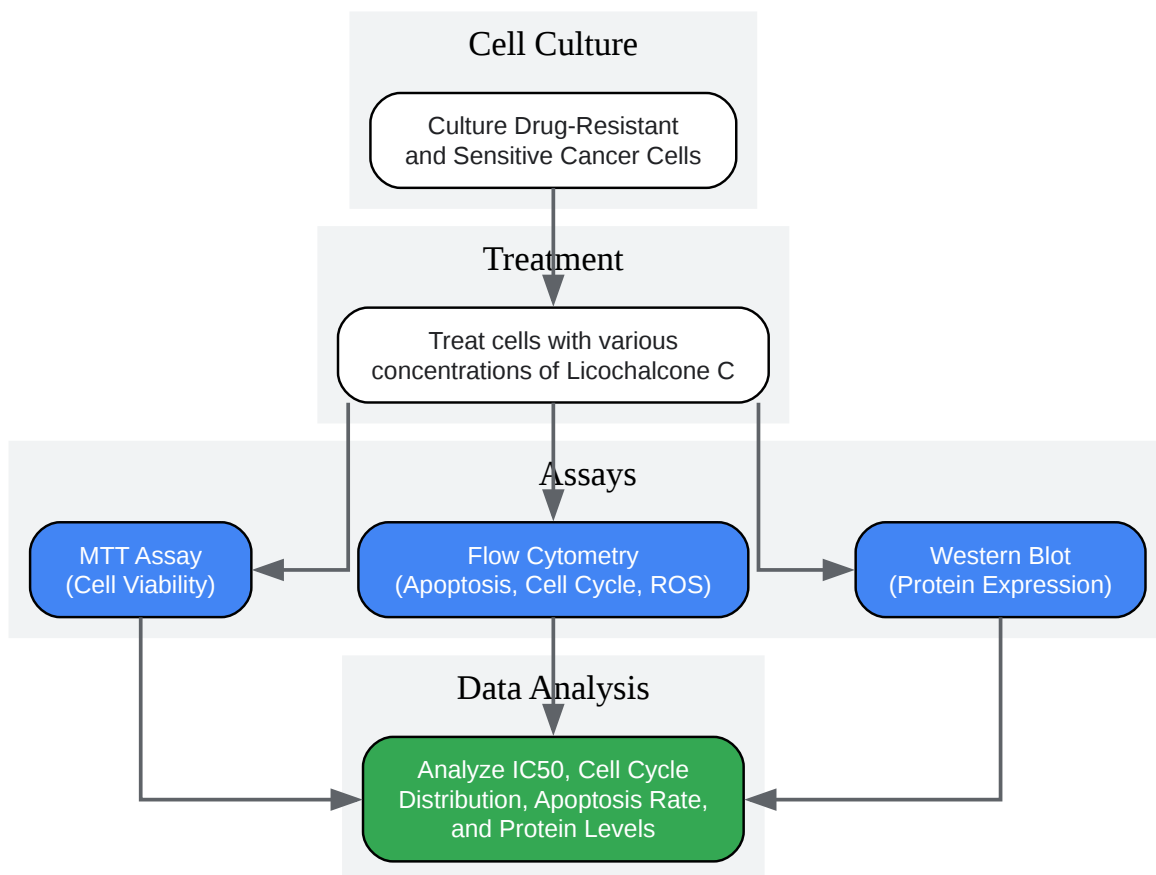 Cell Culture
Culture Drug-Resistant
and Sensitive Cancer Cells
Treatment
Treat cells with various
concentrations of Licochalcone C
Assays
MTT Assay
(Cell Viability)
Flow Cytometry
(Apoptosis, Cell Cycle, ROS)
Western Blot
(Protein Expression)
Data Analysis
Analyze IC50, Cell Cycle
Distribution, Apoptosis Rate,
and Protein Levels